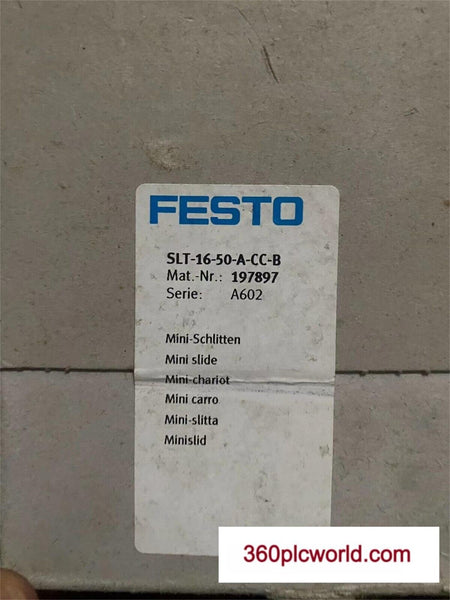 FESTO
SLT-16-50-A-CC-B
Mat.-Nr.: 197897
Serie: A602
Mini-Schlitten
Mini slide
Mini-chariot
Mini carro
Mini-slitta
Minislid
360plcworld.com